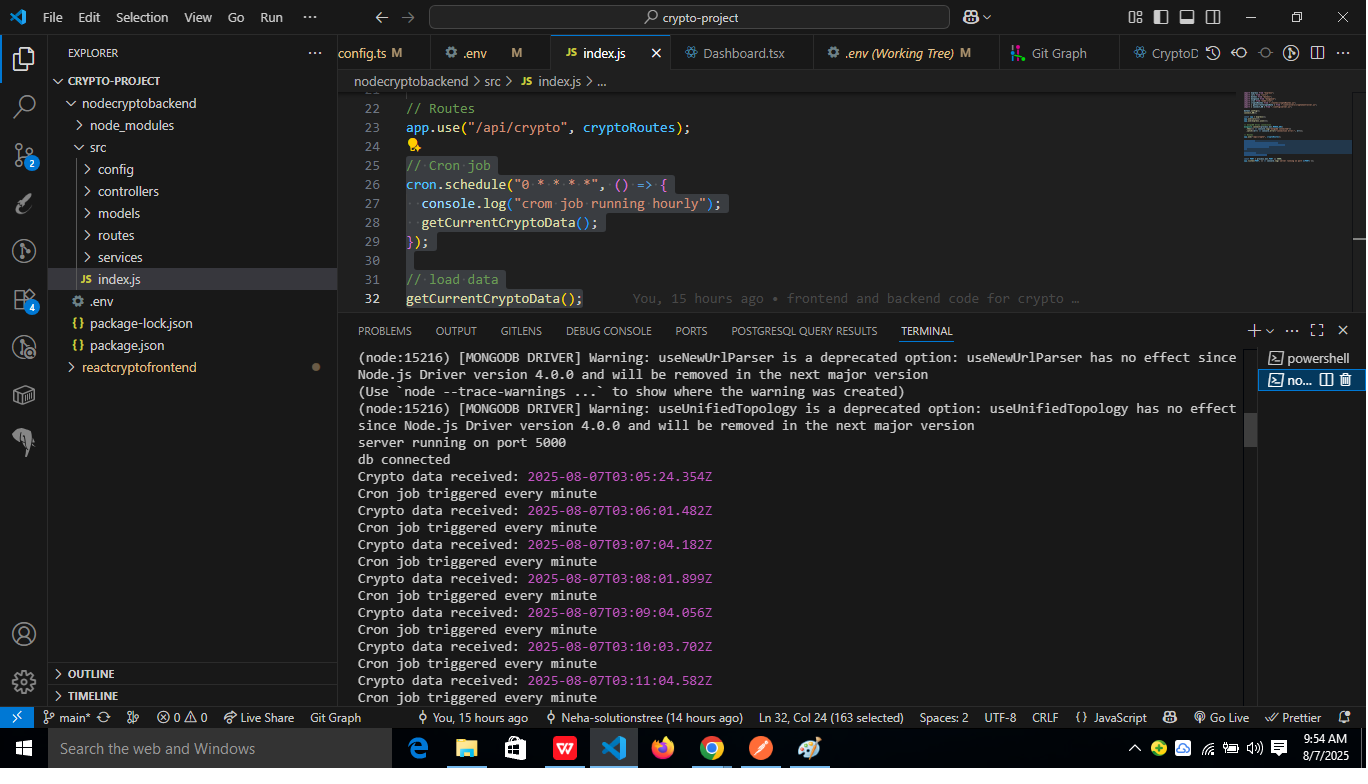 File Edit Selection View Go Run ··· crypto-project
EXPLORER ···
CRYPTO-PROJECT
nodecryptobackend
node_modules
src
config
controllers
models
routes
services
JS index.js
.env
{} package-lock.json
{} package.json
reactcryptofrontend
OUTLINE
TIMELINE
2
4
config.ts M .env M JS index.js Dashboard.tsx .env (Working Tree) M Git Graph CryptoD
nodecryptobackend > src > JS index.js > ...
22 // Routes
23 app.use("/api/crypto", cryptoRoutes);
24
25 // Cron job
26 cron.schedule("0 * * * *", () => {
27 console.log("crom job running hourly");
28 getCurrentCryptoData();
29 });
30
31 // load data
32 getCurrentCryptoData(); You, 15 hours ago • frontend and backend code for crypto …
PROBLEMS OUTPUT GITLENS DEBUG CONSOLE PORTS POSTGRESQL QUERY RESULTS TERMINAL
(node:15216) [MONGODB DRIVER] Warning: useNewUrlParser is a deprecated option: useNewUrlParser has no effect since
Node.js Driver version 4.0.0 and will be removed in the next major version
(Use `node --trace-warnings ...` to show where the warning was created)
(node:15216) [MONGODB DRIVER] Warning: useUnifiedTopology is a deprecated option: useUnifiedTopology has no effect
since Node.js Driver version 4.0.0 and will be removed in the next major version
server running on port 5000
db connected
Crypto data received: 2025-08-07T03:05:24.354Z
Cron job triggered every minute
Crypto data received: 2025-08-07T03:06:01.482Z
Cron job triggered every minute
Crypto data received: 2025-08-07T03:07:04.182Z
Cron job triggered every minute
Crypto data received: 2025-08-07T03:08:01.899Z
Cron job triggered every minute
Crypto data received: 2025-08-07T03:09:04.056Z
Cron job triggered every minute
Crypto data received: 2025-08-07T03:10:03.702Z
Cron job triggered every minute
Crypto data received: 2025-08-07T03:11:04.582Z
Cron job triggered every minute
powershell
no...
main* 0 0 Live Share Git Graph You, 15 hours ago Neha-solutionstree (14 hours ago) Ln 32, Col 24 (163 selected) Spaces: 2 UTF-8 CRLF {} JavaScript Go Live Prettier
Search the web and Windows
9:54 AM
8/7/2025